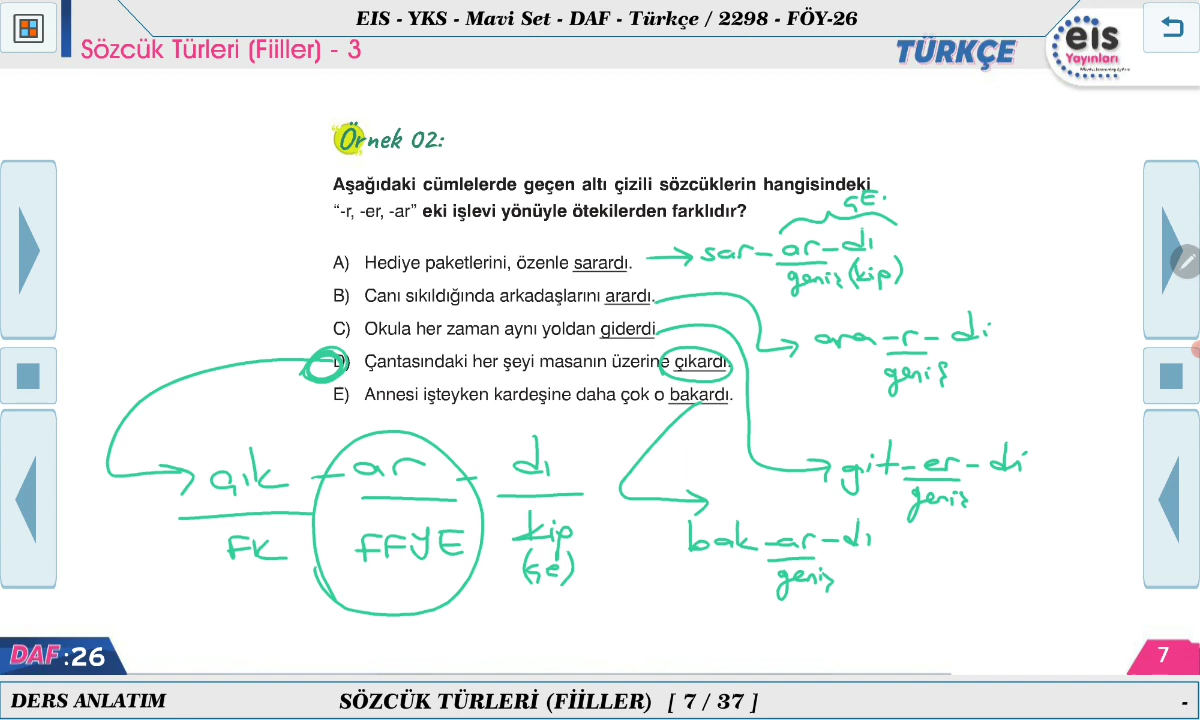 EIS - YKS - Mavi Set - DAF - Türkçe / 2298 - FÖY-26
Sözcük Türleri (Fiiller) - 3
TÜRKÇE
eis
Yayınları
Örnek 02:
Aşağıdaki cümlelerde geçen altı çizili sözcüklerin hangisindeki
“-r, -er, -ar” eki işlevi yönüyle ötekilerden farklıdır?
A) Hediye paketlerini, özenle sarardı.
B) Canı sıkıldığında arkadaşlarını arardı.
C) Okula her zaman aynı yoldan giderdi.
D) Çantasındaki her şeyi masanın üzerine çıkardı.
E) Annesi işteyken kardeşine daha çok o bakardı.
GE.
sar-ar-dı
geniş (kip)
ara-r-di
geniş
git-er-di
geniş
bak-ar-dı
geniş
çık - ar - dı
FK FFYE kip
(GE)
DAF:26
7
DERS ANLATIM
SÖZCÜK TÜRLERİ (FİİLLER) [ 7 / 37 ]
-